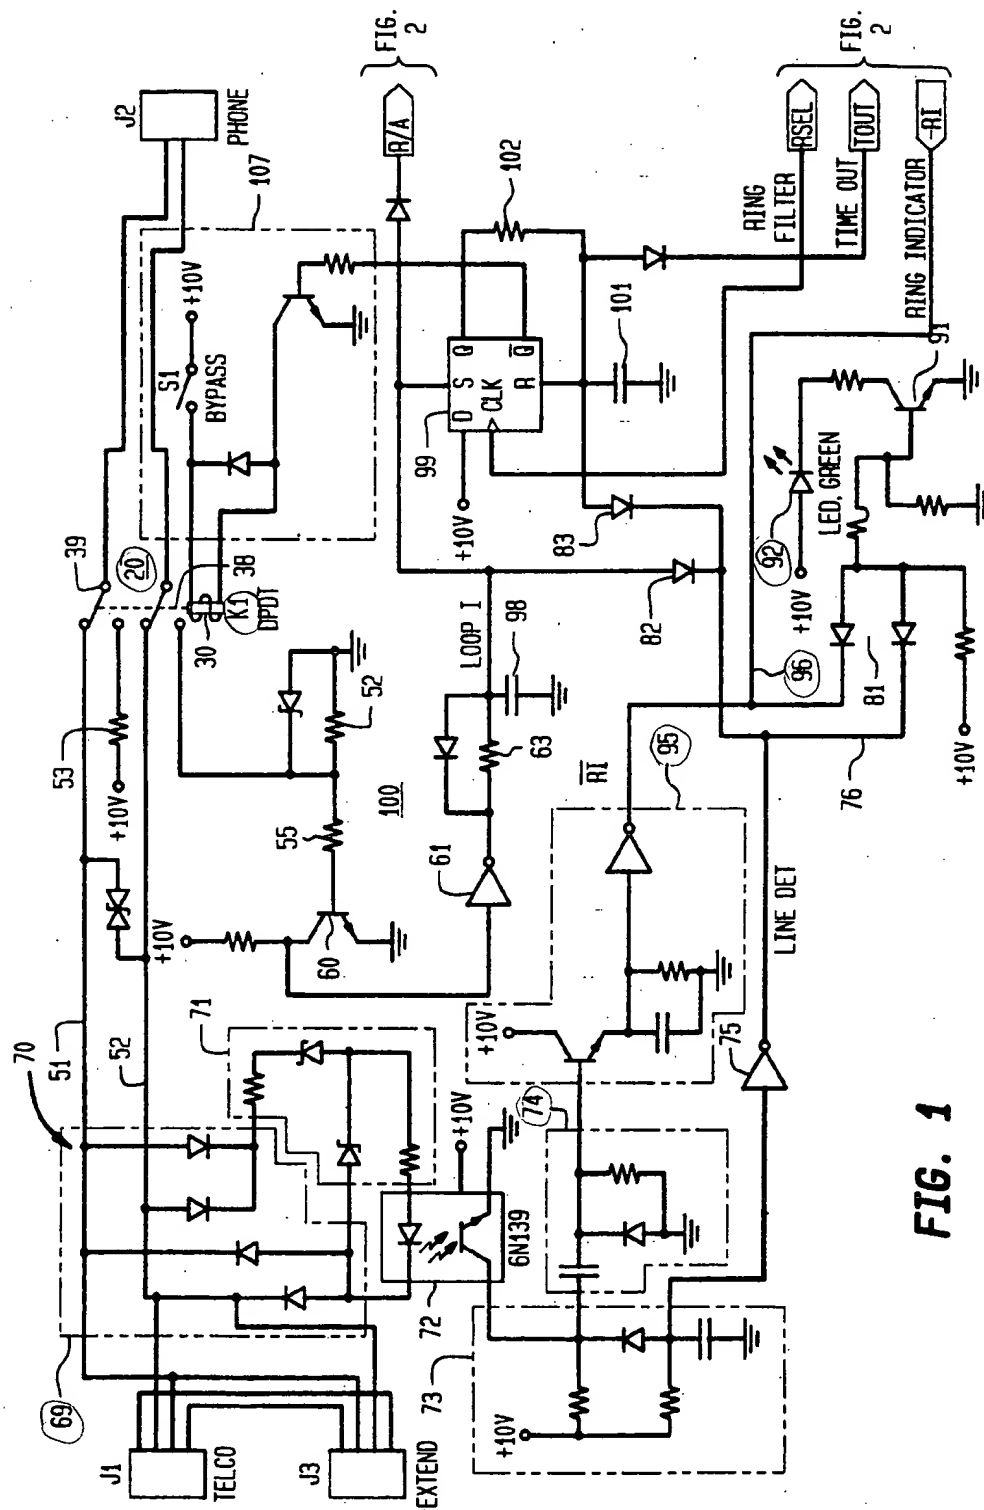 FIG. 1
J1
TELCO
J3
EXTEND
69
70
51
52
71
72
6N139
+10V
73
+10V
74
75
LINE DET
+10V
95
R̅I̅
+10V
60
55
100
61
52
53
+10V
39
20
38
30
K1
DPDT
S1
BYPASS
+10V
107
J2
PHONE
63
98
LOOP I
82
83
+10V
99
D
S
Q
CLK
R
Q̅
101
102
R/A
FIG.
2
RING
FILTER
RSEL
TIME OUT
TOUT
RING INDICATOR
-RI
FIG.
2
91
92
LED, GREEN
+10V
96
81
76
+10V